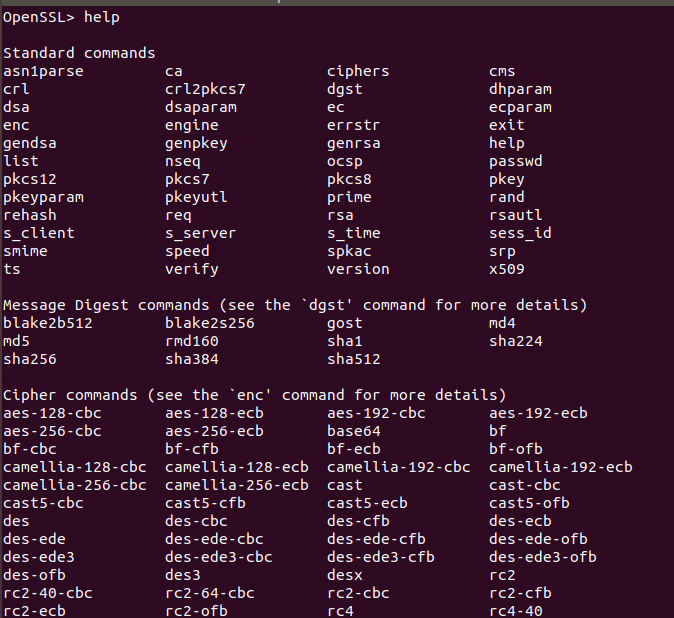 OpenSSL> help
Standard commands
asn1parse ca ciphers cms
crl crl2pkcs7 dgst dhparam
dsa dsaparam ec ecparam
enc engine errstr exit
gendsa genpkey genrsa help
list nseq ocsp passwd
pkcs12 pkcs7 pkcs8 pkey
pkeyparam pkeyutl prime rand
rehash req rsa rsautl
s_client s_server s_time sess_id
smime speed spkac srp
ts verify version x509
Message Digest commands (see the `dgst' command for more details)
blake2b512 blake2s256 gost md4
md5 rmd160 sha1 sha224
sha256 sha384 sha512
Cipher commands (see the `enc' command for more details)
aes-128-cbc aes-128-ecb aes-192-cbc aes-192-ecb
aes-256-cbc aes-256-ecb base64 bf
bf-cbc bf-cfb bf-ecb bf-ofb
camellia-128-cbc camellia-128-ecb camellia-192-cbc camellia-192-ecb
camellia-256-cbc camellia-256-ecb cast cast-cbc
cast5-cbc cast5-cfb cast5-ecb cast5-ofb
des des-cbc des-cfb des-ecb
des-ede des-ede-cbc des-ede-cfb des-ede-ofb
des-ede3 des-ede3-cbc des-ede3-cfb des-ede3-ofb
des-ofb des3 desx rc2
rc2-40-cbc rc2-64-cbc rc2-cbc rc2-cfb
rc2-ecb rc2-ofb rc4 rc4-40